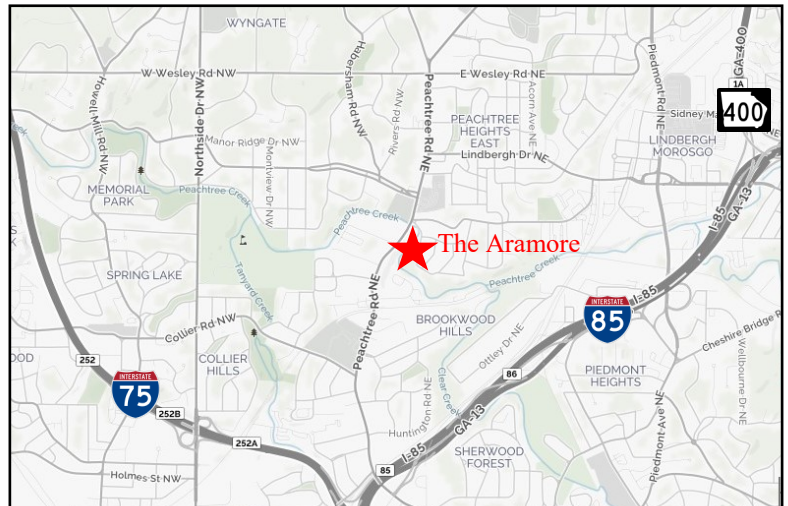 WYNGATE
W Wesley Rd NW
E Wesley Rd NE
Howell Mill Rd NW
Northside Dr NW
Habersham Rd NW
Rivers Rd NW
Peachtree Rd NE
Acorn Ave NE
Piedmont Rd NE
GA-400
1A
400
Sidney Ma
NE
PEACHTREE
HEIGHTS
EAST
Lindbergh Dr NE
LINDBERGH
MOROSGO
Manor Ridge Dr NW
Montview Dr NW
MEMORIAL
PARK
Peachtree Creek
Peachtree Creek
I-85
GA-13
The Aramore
Peachtree Creek
SPRING LAKE
Tanyard Creek
Peachtree Rd NE
I-85
INTERSTATE
85
Collier Rd NW
BROOKWOOD
HILLS
Ottley Dr NE
Cheshire Bridge R
OOD
252
COLLIER
HILLS
86
PIEDMONT
HEIGHTS
Wellbourne Dr NE
INTERSTATE
75
Clear Creek
252B
Huntington Rd NE
GA-13
Piedmont Ave NE
252A
I-85
SHERWOOD
FOREST
85
Holmes St NW